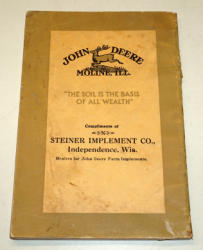 JOHN DEERE
MOLINE, ILL.
"THE SOIL IS THE BASIS
OF ALL WEALTH"
Compliments of
STEINER IMPLEMENT CO.,
Independence, Wis.
Dealers for John Deere Farm Implements.